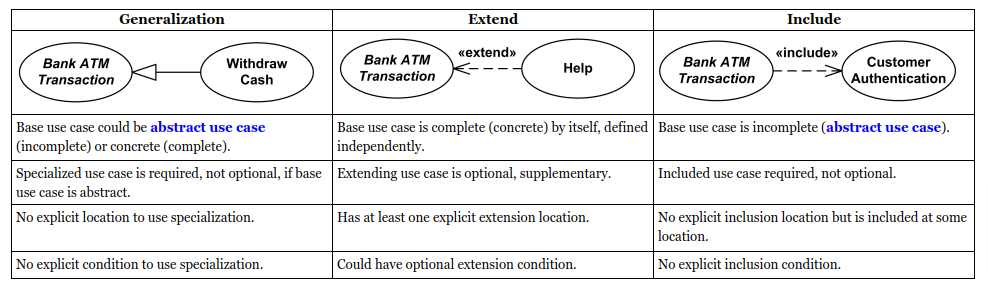 Generalization
Extend
Include
Bank ATM
Transaction
Withdraw
Cash
«extend»
Bank ATM
Transaction
Help
«include»
Bank ATM
Transaction
Customer
Authentication
Base use case could be abstract use case
(incomplete) or concrete (complete).
Base use case is complete (concrete) by itself, defined
independently.
Base use case is incomplete (abstract use case).
Specialized use case is required, not optional, if base
use case is abstract.
Extending use case is optional, supplementary.
Included use case required, not optional.
No explicit location to use specialization.
Has at least one explicit extension location.
No explicit inclusion location but is included at some
location.
No explicit condition to use specialization.
Could have optional extension condition.
No explicit inclusion condition.